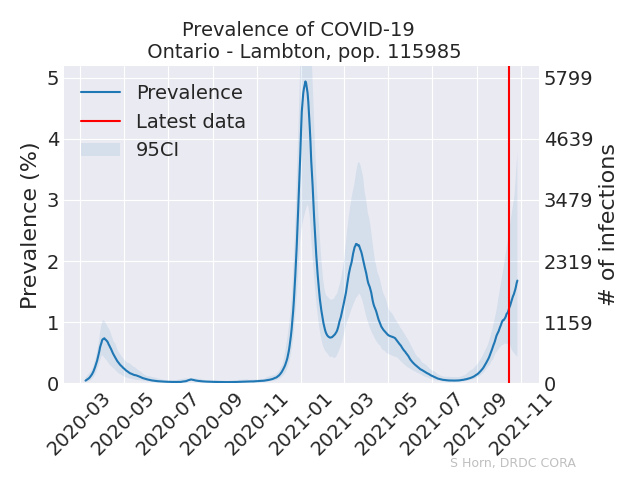 Prevalence of COVID-19
Ontario - Lambton, pop. 115985
Prevalence (%)
5
4
3
2
1
0
Prevalence
Latest data
95CI
5799
4639
3479
2319
1159
0
# of infections
2020-03
2020-05
2020-07
2020-09
2020-11
2021-01
2021-03
2021-05
2021-07
2021-09
2021-11
S Horn, DRDC CORA